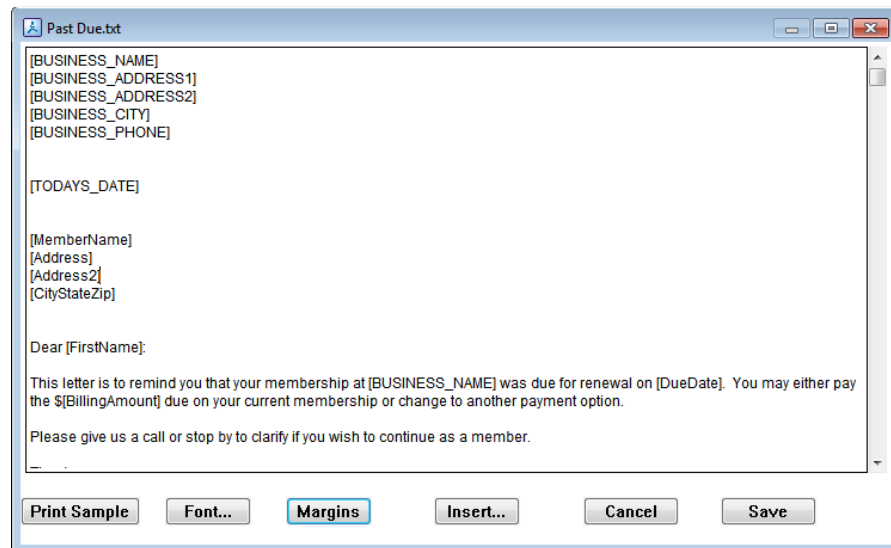 Past Due.txt
[BUSINESS_NAME]
[BUSINESS_ADDRESS1]
[BUSINESS_ADDRESS2]
[BUSINESS_CITY]
[BUSINESS_PHONE]
[TODAYS_DATE]
[MemberName]
[Address]
[Address2]
[CityStateZip]
Dear [FirstName]:
This letter is to remind you that your membership at [BUSINESS_NAME] was due for renewal on [DueDate].  You may either pay
the $[BillingAmount] due on your current membership or change to another payment option.
Please give us a call or stop by to clarify if you wish to continue as a member.
Print Sample Font... Margins Insert... Cancel Save